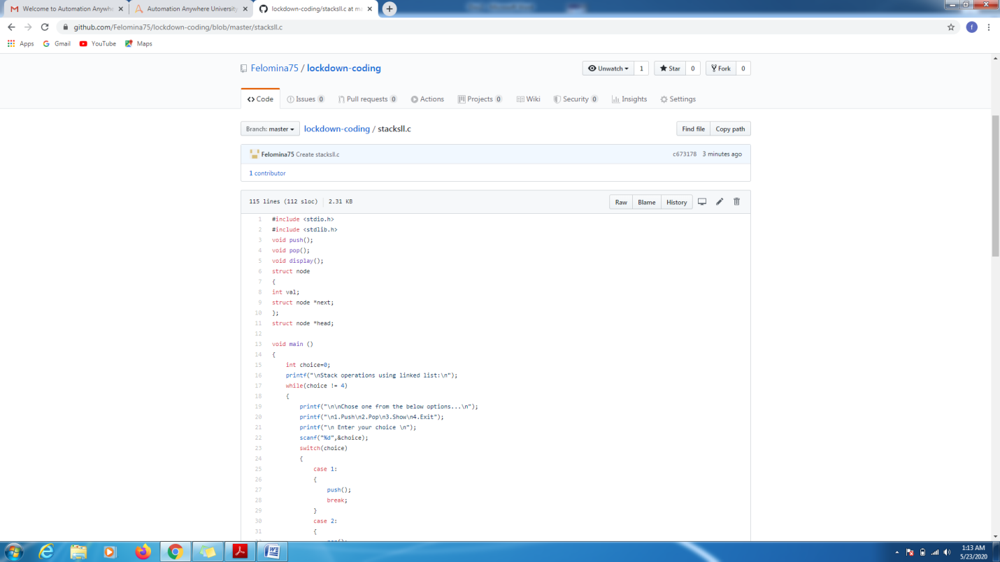 Welcome to Automation Anywhe
Automation Anywhere University
lockdown-coding/stacksll.c at ma
github.com/Felomina75/lockdown-coding/blob/master/stacksll.c
f
Apps Gmail YouTube Maps
Felomina75 / lockdown-coding
Unwatch 1 Star 0 Fork 0
Code Issues 0 Pull requests 0 Actions Projects 0 Wiki Security 0 Insights Settings
Branch: master lockdown-coding / stacksll.c Find file Copy path
Felomina75 Create stacksll.c c673178 3 minutes ago
1 contributor
115 lines (112 sloc) 2.31 KB Raw Blame History
1 #include <stdio.h>
2 #include <stdlib.h>
3 void push();
4 void pop();
5 void display();
6 struct node
7 {
8 int val;
9 struct node *next;
10 };
11 struct node *head;
12
13 void main ()
14 {
15 int choice=0;
16 printf("\nStack operations using linked list:\n");
17 while(choice != 4)
18 {
19 printf("\n\nChose one from the below options...\n");
20 printf("\n1.Push\n2.Pop\n3.Show\n4.Exit");
21 printf("\n Enter your choice \n");
22 scanf("%d",&choice);
23 switch(choice)
24 {
25 case 1:
26 {
27 push();
28 break;
29 }
30 case 2:
31 {
1:13 AM
5/23/2020